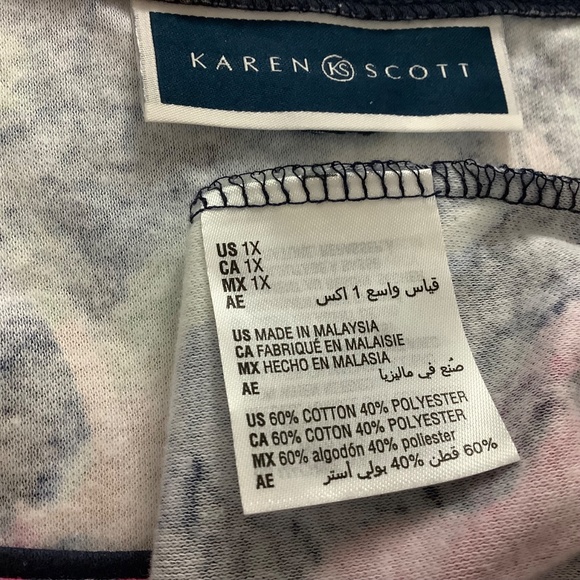 KAREN KS SCOTT
US 1X
CA 1X
MX 1X
AE قياس واسع 1 اكس
US MADE IN MALAYSIA
CA FABRIQUÉ EN MALAISIE
MX HECHO EN MALASIA
AE صُنع في ماليزيا
US 60% COTTON 40% POLYESTER
CA 60% COTON 40% POLYESTER
MX 60% algodón 40% poliester
AE 60% قطن 40% بولي أستر